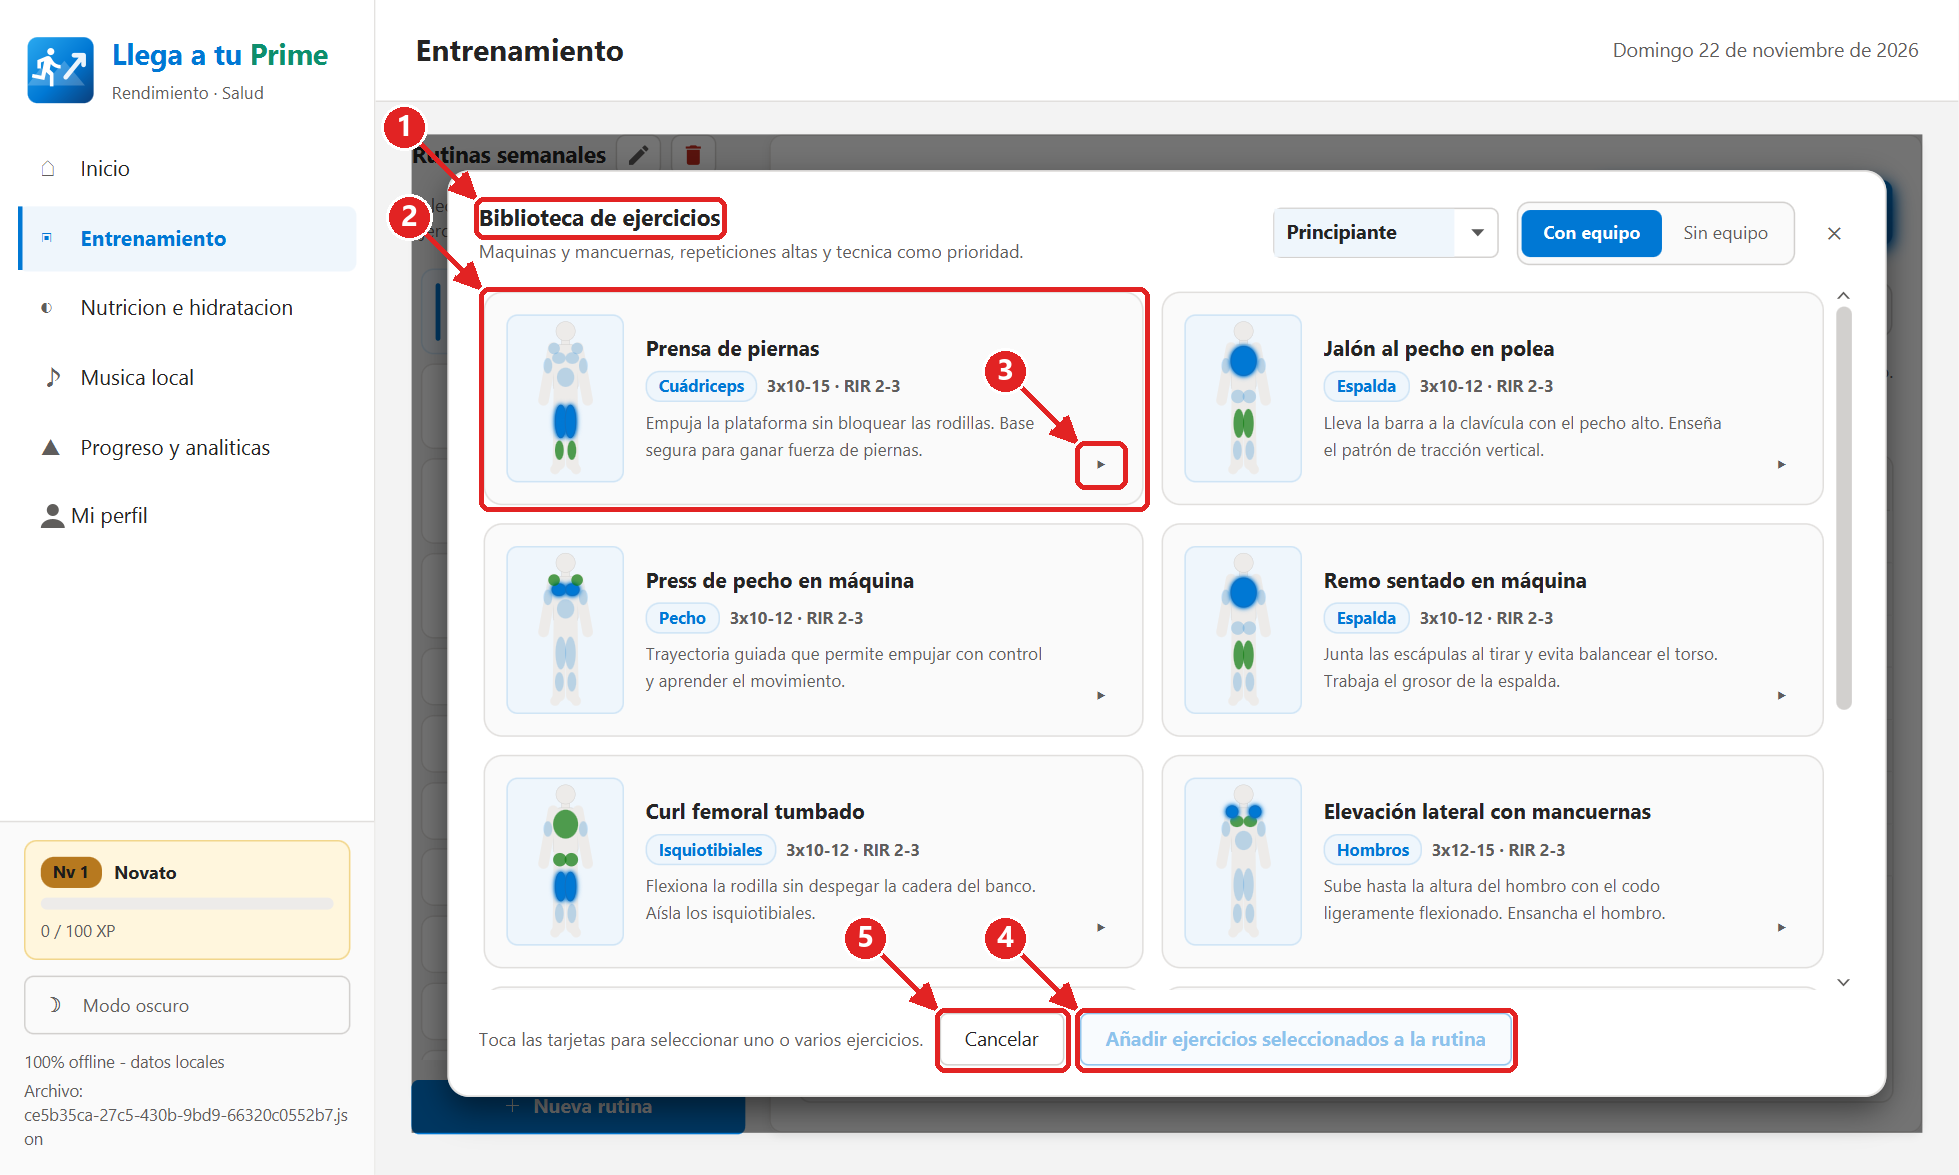 Llega a tu Prime
Rendimiento · Salud
Inicio
Entrenamiento
Nutricion e hidratacion
Musica local
Progreso y analiticas
Mi perfil
Nv 1 Novato
0 / 100 XP
Modo oscuro
100% offline - datos locales
Archivo:
ce5b35ca-27c5-430b-9bd9-66320c0552b7.js
on
Entrenamiento
Domingo 22 de noviembre de 2026
1
Rutinas semanales
2
Biblioteca de ejercicios
Maquinas y mancuernas, repeticiones altas y tecnica como prioridad.
Principiante
Con equipo
Sin equipo
Prensa de piernas
Cuádriceps 3x10-15 · RIR 2-3
Empuja la plataforma sin bloquear las rodillas. Base
segura para ganar fuerza de piernas.
3
Jalón al pecho en polea
Espalda 3x10-12 · RIR 2-3
Lleva la barra a la clavícula con el pecho alto. Enseña
el patrón de tracción vertical.
Press de pecho en máquina
Pecho 3x10-12 · RIR 2-3
Trayectoria guiada que permite empujar con control
y aprender el movimiento.
Remo sentado en máquina
Espalda 3x10-12 · RIR 2-3
Junta las escápulas al tirar y evita balancear el torso.
Trabaja el grosor de la espalda.
Curl femoral tumbado
Isquiotibiales 3x10-12 · RIR 2-3
Flexiona la rodilla sin despegar la cadera del banco.
Aísla los isquiotibiales.
Elevación lateral con mancuernas
Hombros 3x12-15 · RIR 2-3
Sube hasta la altura del hombro con el codo
ligeramente flexionado. Ensancha el hombro.
5
4
Toca las tarjetas para seleccionar uno o varios ejercicios.
Cancelar
Añadir ejercicios seleccionados a la rutina
+ Nueva rutina